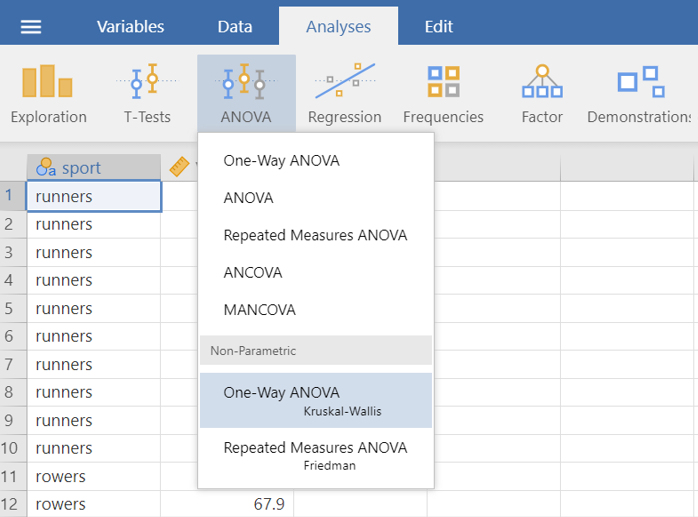 Variables Data Analyses Edit
Exploration T-Tests ANOVA Regression Frequencies Factor Demonstrations
sport
One-Way ANOVA
1 runners
2 runners
ANOVA
3 runners
Repeated Measures ANOVA
4 runners
ANCOVA
5 runners
MANCOVA
6 runners
7 runners
Non-Parametric
8 runners
One-Way ANOVA
Kruskal-Wallis
9 runners
10 runners
Repeated Measures ANOVA
Friedman
11 rowers
12 rowers 67.9